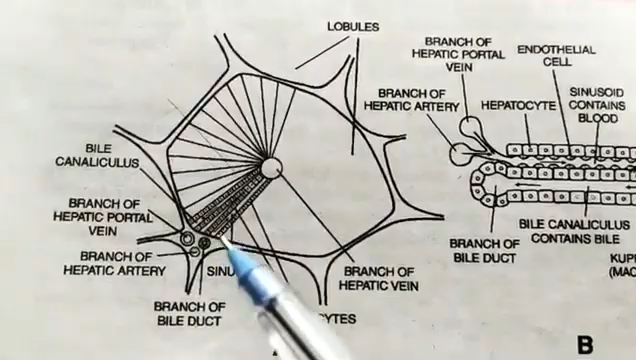 LOBULES
BILE
CANALICULUS
BRANCH OF
HEPATIC PORTAL
VEIN
BRANCH OF
HEPATIC ARTERY
BRANCH OF
BILE DUCT
BRANCH OF
HEPATIC VEIN
BRANCH OF
HEPATIC PORTAL
VEIN
ENDOTHELIAL
CELL
BRANCH OF
HEPATIC ARTERY
HEPATOCYTE
SINUSOID
CONTAINS
BLOOD
BRANCH OF
BILE DUCT
BILE CANALICULUS
CONTAINS BILE
B